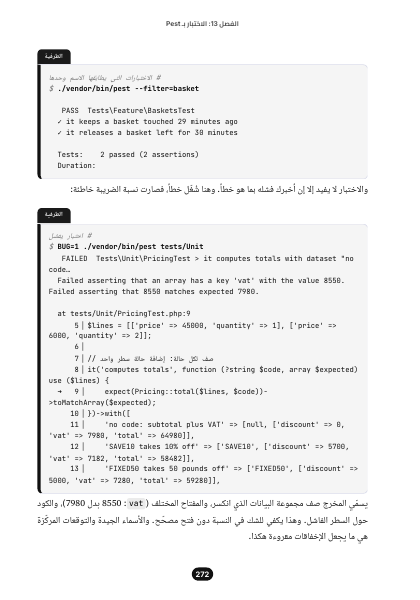 الفصل 13: الاختبار بـ Pest
الطرفية
# الاختبارات التي يطابقها الاسم وحدها
$ ./vendor/bin/pest --filter=basket
PASS  Tests\Feature\BasketsTest
✓ it keeps a basket touched 29 minutes ago
✓ it releases a basket left for 30 minutes
Tests:    2 passed (2 assertions)
Duration:
والاختبار لا يفيد إلا إن أخبرك فشله بما هو خطأ. وهنا شُغّل خطأ، فصارت نسبة الضريبة خاطئة:
الطرفية
# اختبار يفشل
$ BUG=1 ./vendor/bin/pest tests/Unit
FAILED  Tests\Unit\PricingTest > it computes totals with dataset "no
code…
Failed asserting that an array has a key 'vat' with the value 8550.
Failed asserting that 8550 matches expected 7980.
at tests/Unit/PricingTest.php:9
5| $lines = [['price' => 45000, 'quantity' => 1], ['price' =>
6000, 'quantity' => 2]];
6|
7| // صف لكل حالة: إضافة حالة سطر واحد
8| it('computes totals', function (?string $code, array $expected)
use ($lines) {
➜   9|     expect(Pricing::total($lines, $code))-
>toMatchArray($expected);
10| })->with([
11|     'no code: subtotal plus VAT' => [null, ['discount' => 0,
'vat' => 7980, 'total' => 64980]],
12|     'SAVE10 takes 10% off' => ['SAVE10', ['discount' => 5700,
'vat' => 7182, 'total' => 58482]],
13|     'FIXED50 takes 50 pounds off' => ['FIXED50', ['discount' =>
5000, 'vat' => 7280, 'total' => 59280]],
يسمّي المخرج صف مجموعة البيانات الذي انكسر، والمفتاح المختلف (vat: 8550 بدل 7980)، والكود
حول السطر الفاشل. وهذا يكفي للشك في النسبة دون فتح مصحّح. والأسماء الجيدة والتوقعات المركّزة
هي ما يجعل الإخفاقات مقروءة هكذا.
272